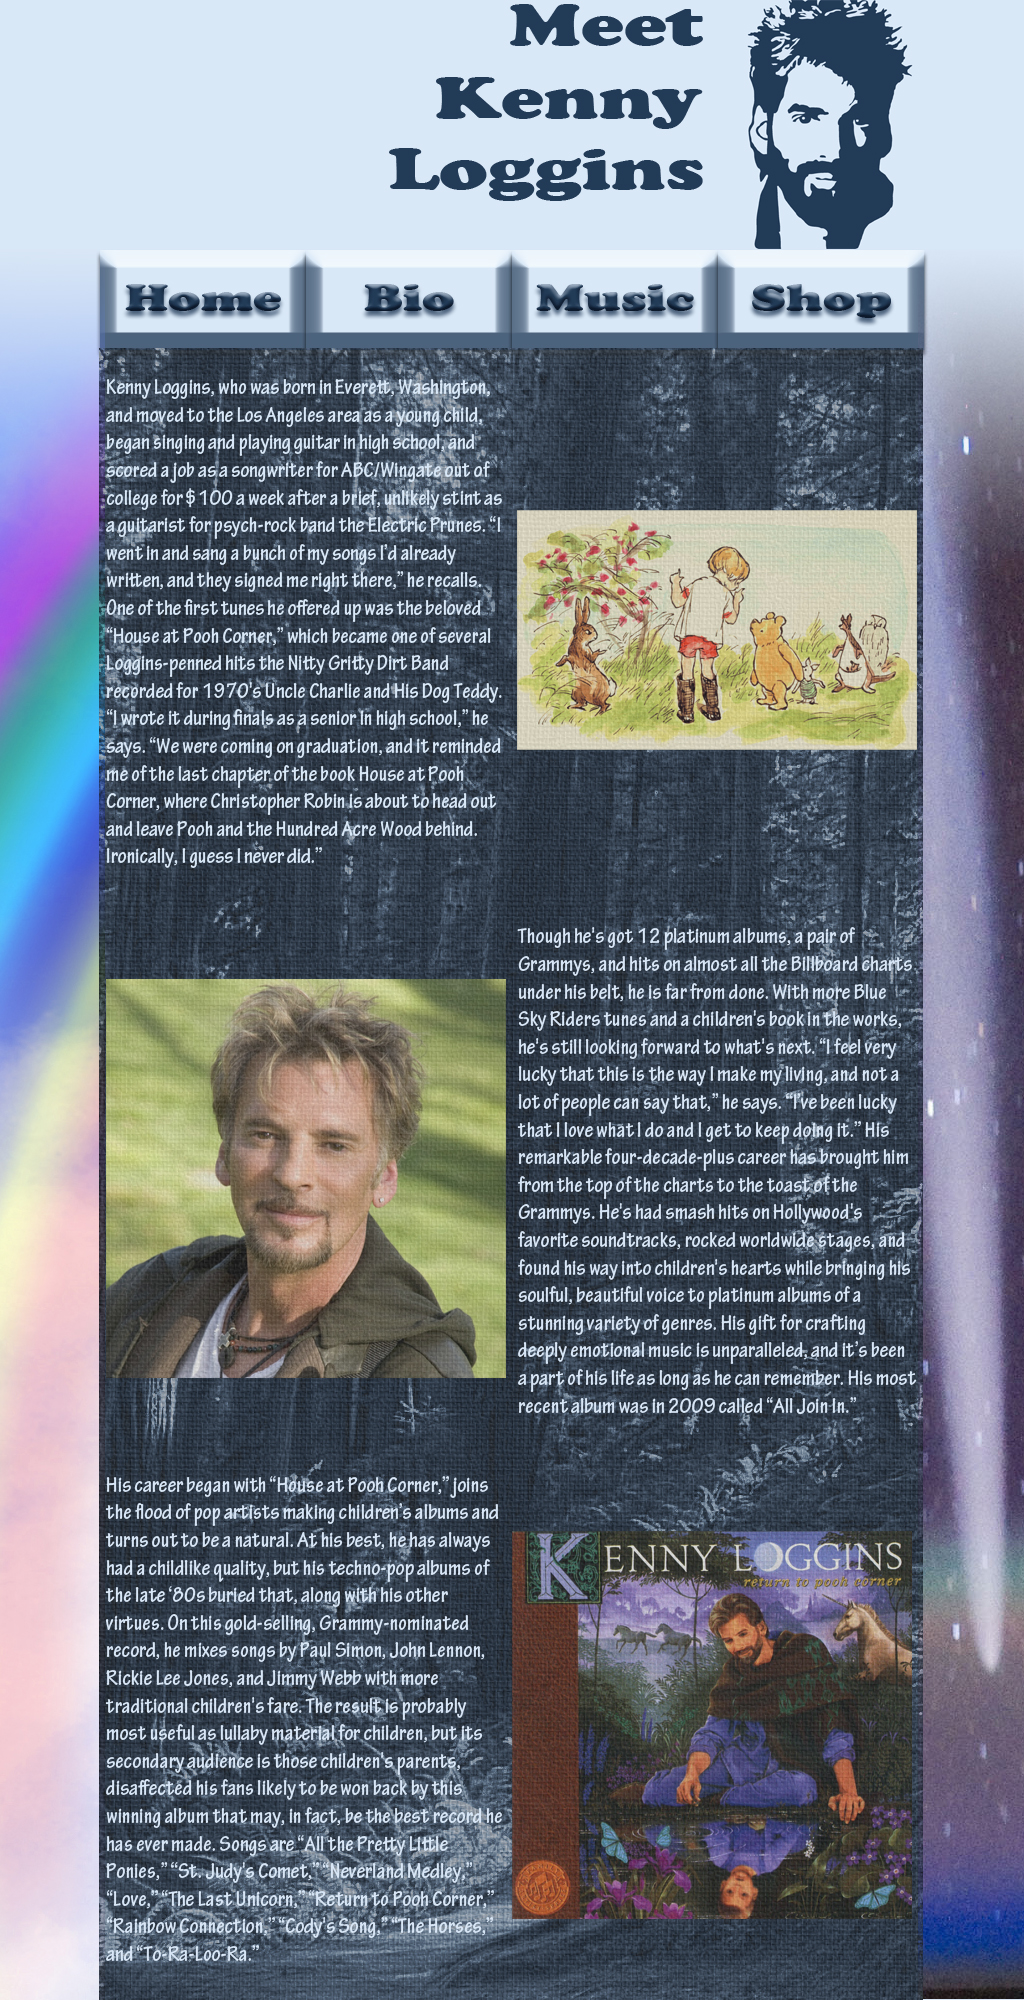 Meet
Kenny
Loggins
Home Bio Music Shop
Kenny Loggins, who was born in Everett, Washington,
and moved to the Los Angeles area as a young child,
began singing and playing guitar in high school, and
scored a job as a songwriter for ABC/Wingate out of
college for $100 a week after a brief, unlikely stint as
a guitarist for psych-rock band the Electric Prunes. “I
went in and sang a bunch of my songs I’d already
written, and they signed me right there,” he recalls.
One of the first tunes he offered up was the beloved
“House at Pooh Corner,” which became one of several
Loggins-penned hits the Nitty Gritty Dirt Band
recorded for 1970's Uncle Charlie and His Dog Teddy.
“I wrote it during finals as a senior in high school,” he
says. “We were coming on graduation, and it reminded
me of the last chapter of the book House at Pooh
Corner, where Christopher Robin is about to head out
and leave Pooh and the Hundred Acre Wood behind.
Ironically, I guess I never did.”
Though he's got 12 platinum albums, a pair of
Grammys, and hits on almost all the Billboard charts
under his belt, he is far from done. With more Blue
Sky Riders tunes and a children's book in the works,
he's still looking forward to what's next. “I feel very
lucky that this is the way I make my living, and not a
lot of people can say that,” he says. “I’ve been lucky
that I love what I do and I get to keep doing it.” His
remarkable four-decade-plus career has brought him
from the top of the charts to the toast of the
Grammys. He's had smash hits on Hollywood's
favorite soundtracks, rocked worldwide stages, and
found his way into children's hearts while bringing his
soulful, beautiful voice to platinum albums of a
stunning variety of genres. His gift for crafting
deeply emotional music is unparalleled, and it’s been
a part of his life as long as he can remember. His most
recent album was in 2009 called “All Join In.”
His career began with “House at Pooh Corner,” joins
the flood of pop artists making children’s albums and
turns out to be a natural. At his best, he has always
had a childlike quality, but his techno-pop albums of
the late ‘80s buried that, along with his other
virtues. On this gold-selling, Grammy-nominated
record, he mixes songs by Paul Simon, John Lennon,
Rickie Lee Jones, and Jimmy Webb with more
traditional children's fare. The result is probably
most useful as lullaby material for children, but its
secondary audience is those children's parents,
disaffected his fans likely to be won back by this
winning album that may, in fact, be the best record he
has ever made. Songs are “All the Pretty Little
Ponies,” “St. Judy's Comet,” “Neverland Medley,”
“Love,” “The Last Unicorn,” “Return to Pooh Corner,”
“Rainbow Connection,” “Cody's Song,” “The Horses,”
and “To-Ra-Loo-Ra.”
KENNY LOGGINS
return to pooh corner